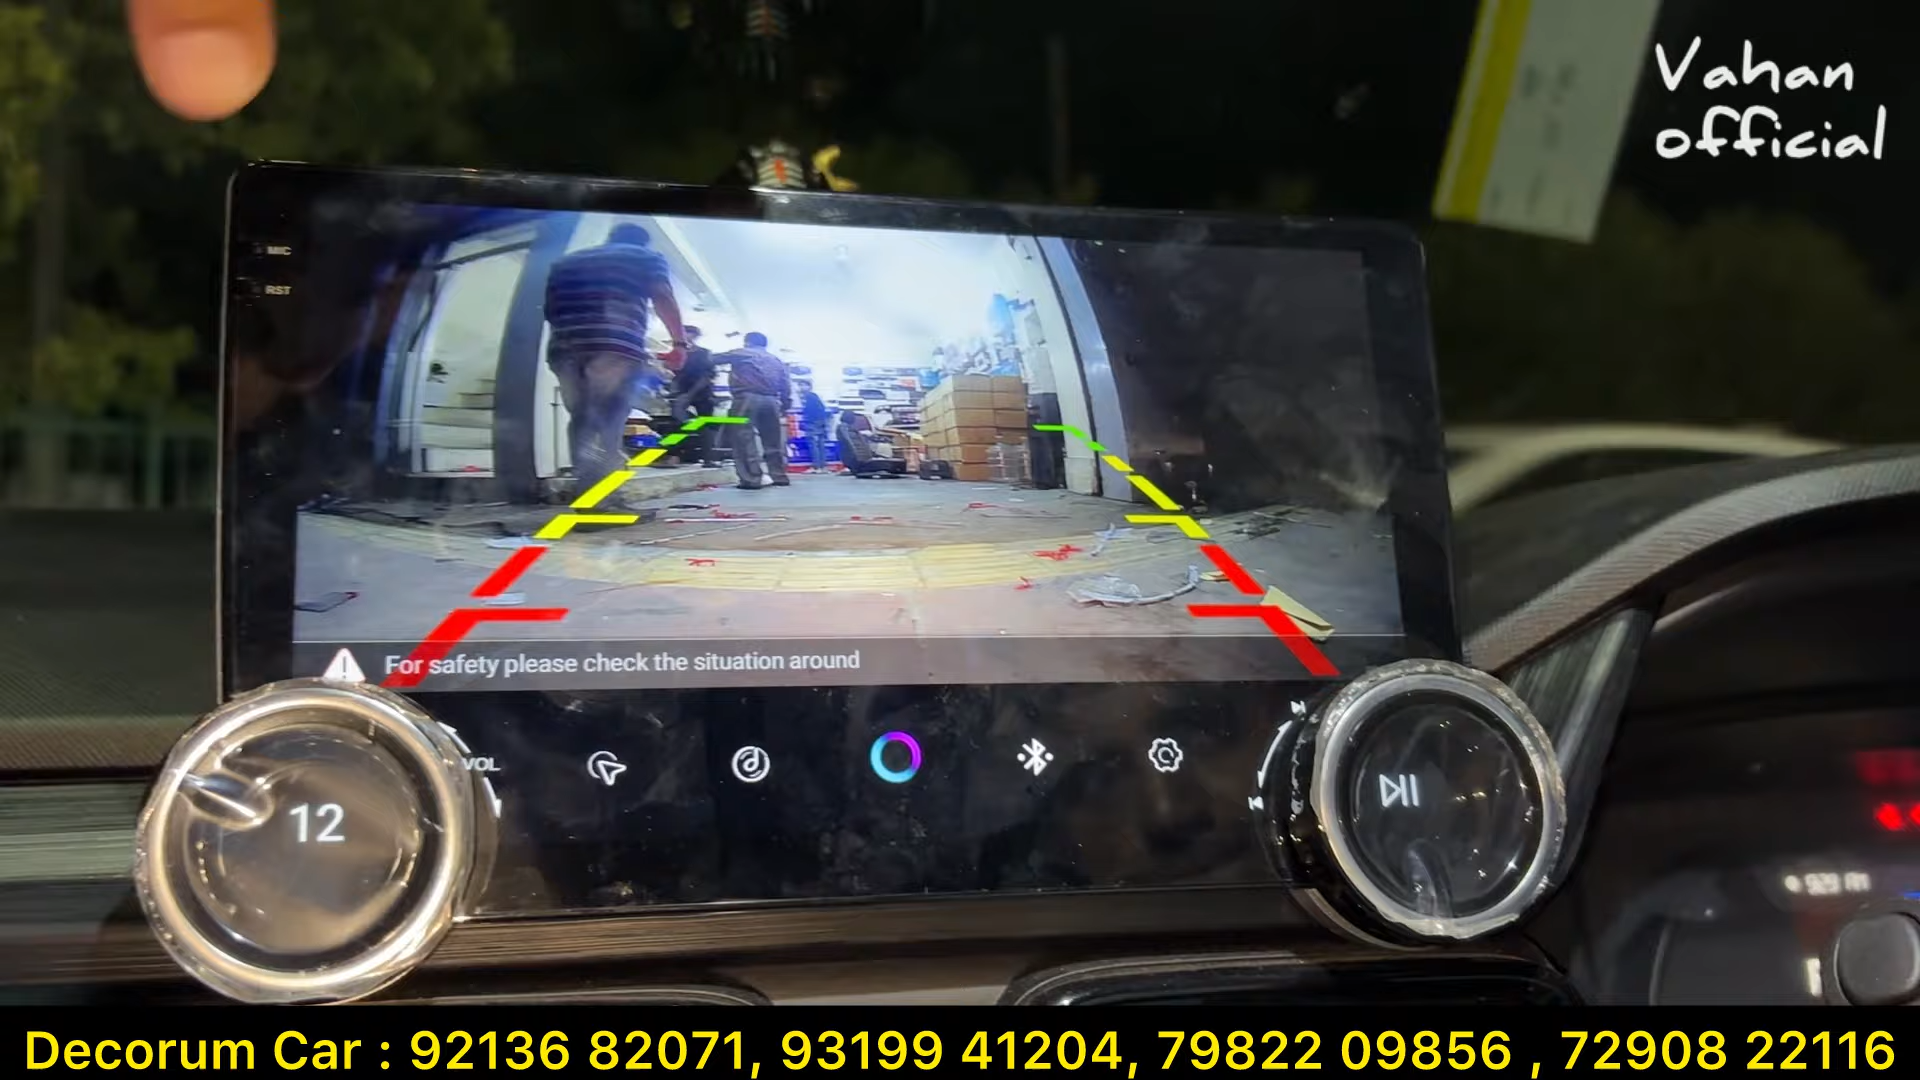 Vahan
official
MIC
RST
For safety please check the situation around
VOL
12
Decorum Car : 92136 82071, 93199 41204, 79822 09856 , 72908 22116